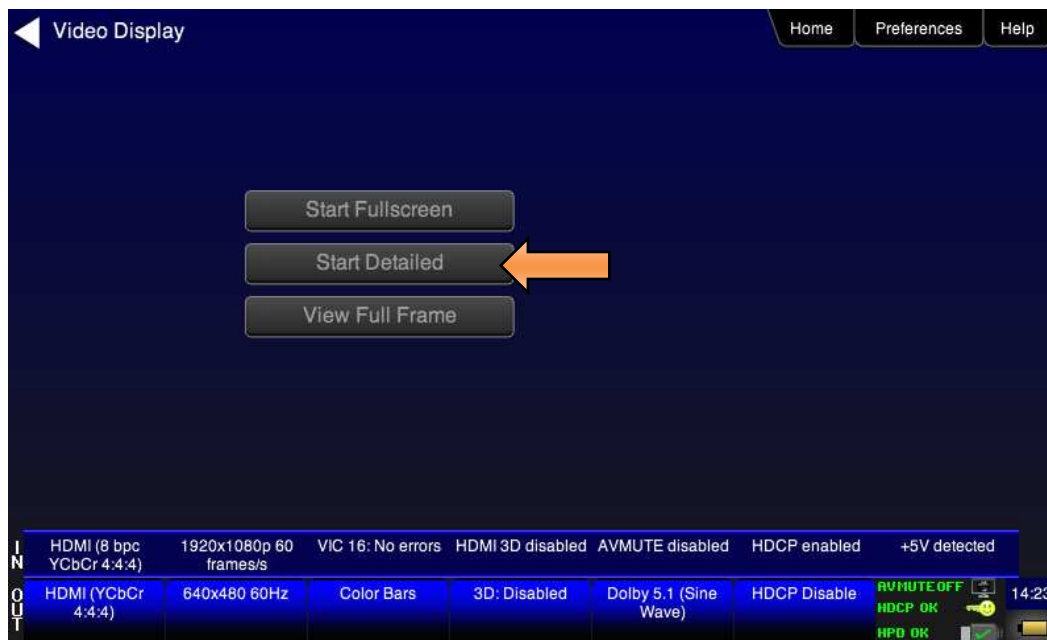 Video Display
Home
Preferences
Help
Start Fullscreen
Start Detailed
View Full Frame
IN
HDMI (8 bpc
YCbCr 4:4:4)
1920x1080p 60
frames/s
VIC 16: No errors
HDMI 3D disabled
AVMUTE disabled
HDCP enabled
+5V detected
OUT
HDMI (YCbCr
4:4:4)
640x480 60Hz
Color Bars
3D: Disabled
Dolby 5.1 (Sine
Wave)
HDCP Disable
AVMUTE OFF
HDCP OK
HPD OK
14:23